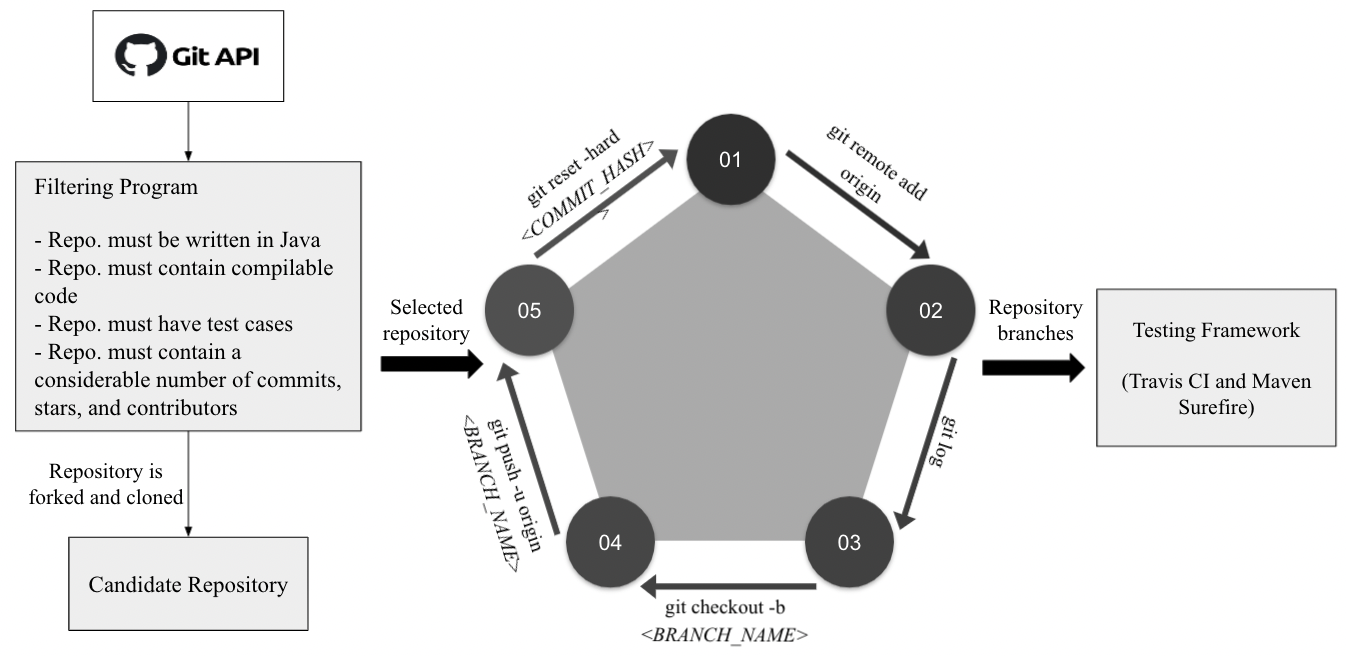 Git API
Filtering Program
- Repo. must be written in Java
- Repo. must contain compilable
code
- Repo. must have test cases
- Repo. must contain a
considerable number of commits,
stars, and contributors
Repository is
forked and cloned
Candidate Repository
Selected
repository
01
git remote add
origin
02
git log
03
git checkout -b
<BRANCH_NAME>
04
git push -u origin
<BRANCH_NAME>
05
git reset -hard
<COMMIT_HASH>
>
Repository
branches
Testing Framework
(Travis CI and Maven
Surefire)